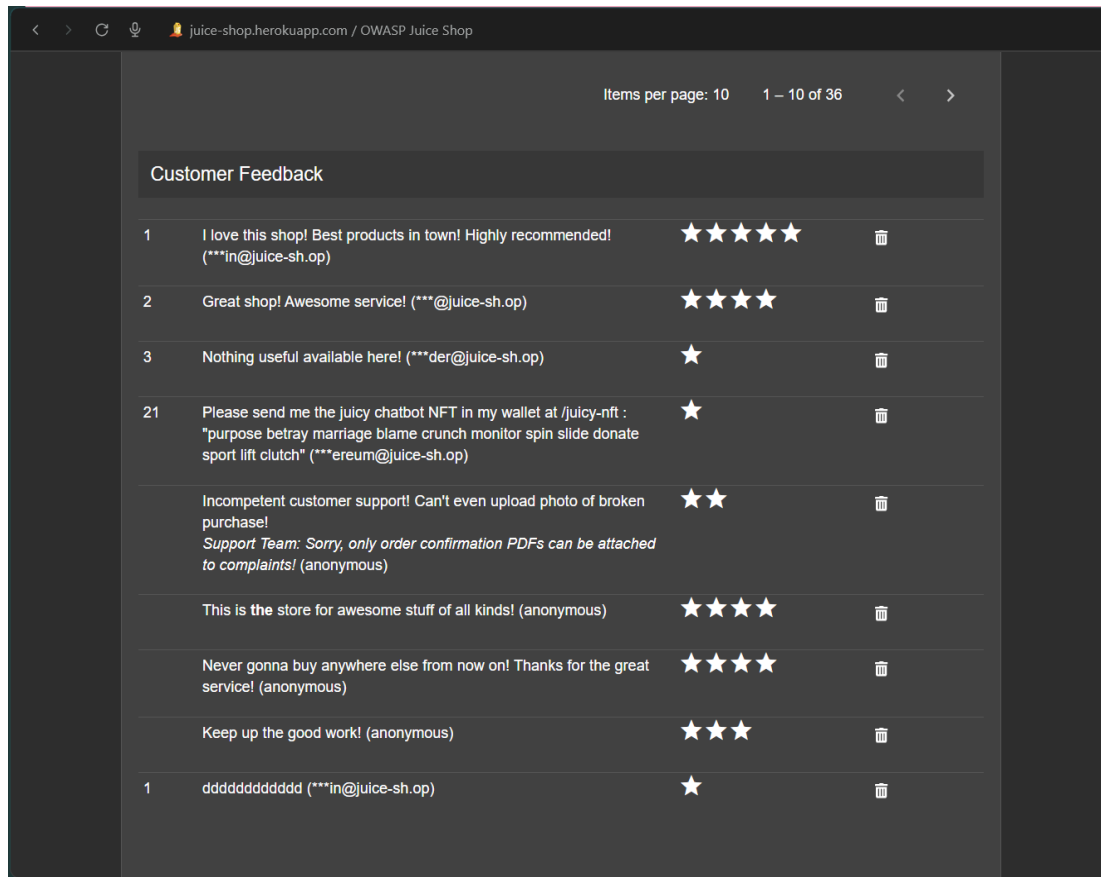 juice-shop.herokuapp.com / OWASP Juice Shop
Items per page: 10 1 – 10 of 36
Customer Feedback
1 I love this shop! Best products in town! Highly recommended!
(***in@juice-sh.op)
2 Great shop! Awesome service! (***@juice-sh.op)
3 Nothing useful available here! (***der@juice-sh.op)
21 Please send me the juicy chatbot NFT in my wallet at /juicy-nft :
"purpose betray marriage blame crunch monitor spin slide donate
sport lift clutch" (***ereum@juice-sh.op)
Incompetent customer support! Can't even upload photo of broken
purchase!
Support Team: Sorry, only order confirmation PDFs can be attached
to complaints! (anonymous)
This is the store for awesome stuff of all kinds! (anonymous)
Never gonna buy anywhere else from now on! Thanks for the great
service! (anonymous)
Keep up the good work! (anonymous)
1 dddddddddddd (***in@juice-sh.op)